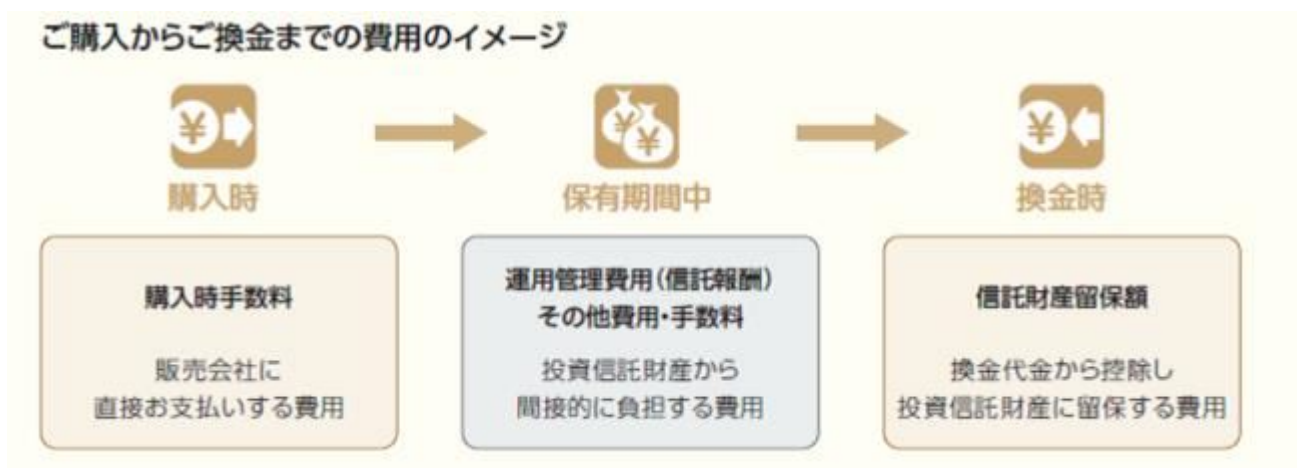 ご購入からご換金までの費用のイメージ
購入時
保有期間中
換金時
購入時手数料
販売会社に
直接お支払いする費用
運用管理費用(信託報酬)
その他費用・手数料
投資信託財産から
間接的に負担する費用
信託財産留保額
換金代金から控除し
投資信託財産に留保する費用